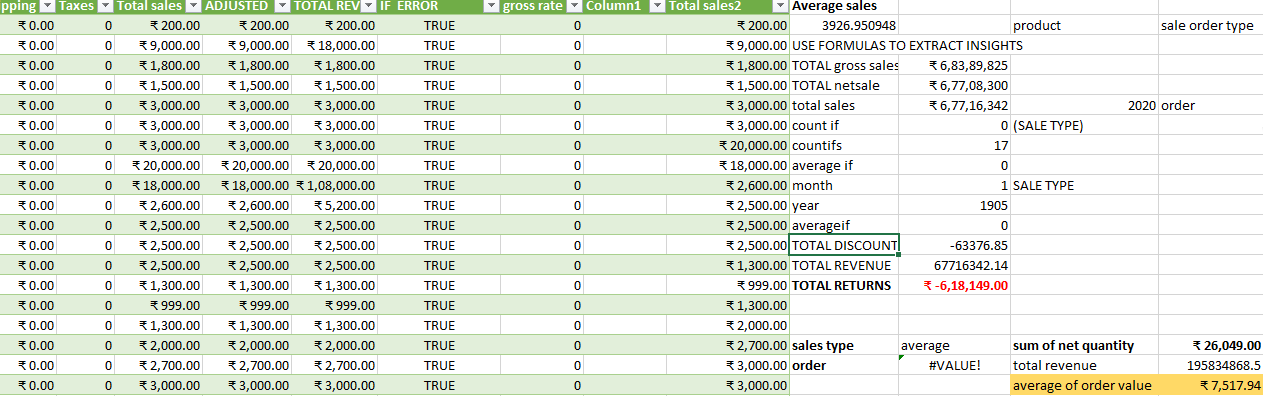 pping Taxes Total sales ADJUSTED TOTAL REV IF ERROR gross rate Column1 Total sales2 Average sales
₹ 0.00 0 ₹ 200.00 ₹ 200.00 ₹ 200.00 TRUE 0 ₹ 200.00 3926.950948 product sale order type
₹ 0.00 0 ₹ 9,000.00 ₹ 9,000.00 ₹ 18,000.00 TRUE 0 ₹ 9,000.00 USE FORMULAS TO EXTRACT INSIGHTS
₹ 0.00 0 ₹ 1,800.00 ₹ 1,800.00 ₹ 1,800.00 TRUE 0 ₹ 1,800.00 TOTAL gross sales ₹ 6,83,89,825
₹ 0.00 0 ₹ 1,500.00 ₹ 1,500.00 ₹ 1,500.00 TRUE 0 ₹ 1,500.00 TOTAL netsale ₹ 6,77,08,300
₹ 0.00 0 ₹ 3,000.00 ₹ 3,000.00 ₹ 3,000.00 TRUE 0 ₹ 3,000.00 total sales ₹ 6,77,16,342 2020 order
₹ 0.00 0 ₹ 3,000.00 ₹ 3,000.00 ₹ 3,000.00 TRUE 0 ₹ 3,000.00 count if 0 (SALE TYPE)
₹ 0.00 0 ₹ 3,000.00 ₹ 3,000.00 ₹ 3,000.00 TRUE 0 ₹ 20,000.00 countifs 17
₹ 0.00 0 ₹ 20,000.00 ₹ 20,000.00 ₹ 20,000.00 TRUE 0 ₹ 18,000.00 average if 0
₹ 0.00 0 ₹ 18,000.00 ₹ 18,000.00 ₹ 1,08,000.00 TRUE 0 ₹ 2,600.00 month 1 SALE TYPE
₹ 0.00 0 ₹ 2,600.00 ₹ 2,600.00 ₹ 5,200.00 TRUE 0 ₹ 2,500.00 year 1905
₹ 0.00 0 ₹ 2,500.00 ₹ 2,500.00 ₹ 2,500.00 TRUE 0 ₹ 2,500.00 averageif 0
₹ 0.00 0 ₹ 2,500.00 ₹ 2,500.00 ₹ 2,500.00 TRUE 0 ₹ 2,500.00 TOTAL DISCOUNT -63376.85
₹ 0.00 0 ₹ 2,500.00 ₹ 2,500.00 ₹ 2,500.00 TRUE 0 ₹ 1,300.00 TOTAL REVENUE 67716342.14
₹ 0.00 0 ₹ 1,300.00 ₹ 1,300.00 ₹ 1,300.00 TRUE 0 ₹ 999.00 TOTAL RETURNS ₹ -6,18,149.00
₹ 0.00 0 ₹ 999.00 ₹ 999.00 ₹ 999.00 TRUE 0 ₹ 1,300.00
₹ 0.00 0 ₹ 1,300.00 ₹ 1,300.00 ₹ 1,300.00 TRUE 0 ₹ 2,000.00
₹ 0.00 0 ₹ 2,000.00 ₹ 2,000.00 ₹ 2,000.00 TRUE 0 ₹ 2,700.00 sales type average sum of net quantity ₹ 26,049.00
₹ 0.00 0 ₹ 2,700.00 ₹ 2,700.00 ₹ 2,700.00 TRUE 0 ₹ 3,000.00 order #VALUE! total revenue 195834868.5
₹ 0.00 0 ₹ 3,000.00 ₹ 3,000.00 ₹ 3,000.00 TRUE 0 ₹ 3,000.00 average of order value ₹ 7,517.94